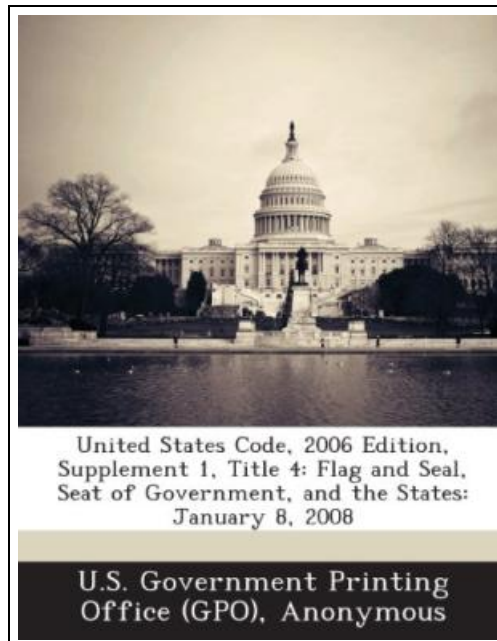 United States Code, 2006 Edition,
Supplement 1, Title 4: Flag and Seal,
Seat of Government, and the States:
January 8, 2008
U.S. Government Printing
Office (GPO), Anonymous